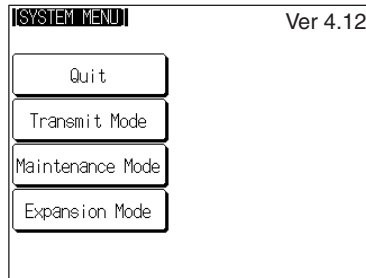 SYSTEM MENU
Ver 4.12
Quit
Transmit Mode
Maintenance Mode
Expansion Mode